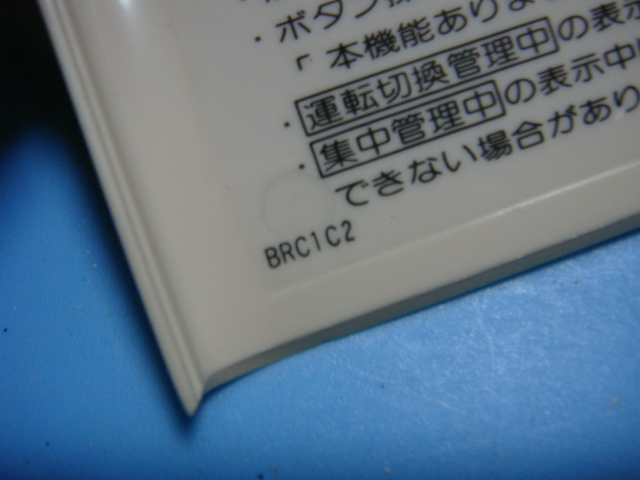 ・ボタン操
「本機能ありま
・運転切換管理中の表示
・集中管理中の表示中に
できない場合があり
BRC1C2